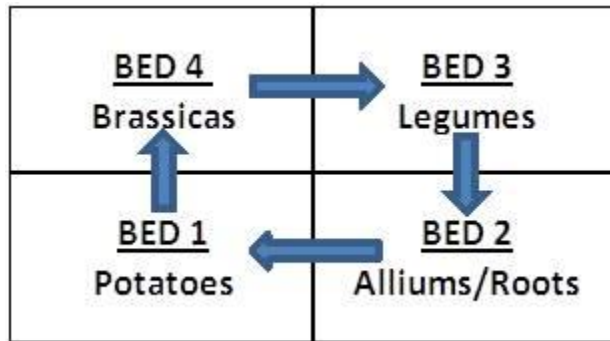 BED 4
Brassicas
BED 3
Legumes
BED 1
Potatoes
BED 2
Alliums/Roots